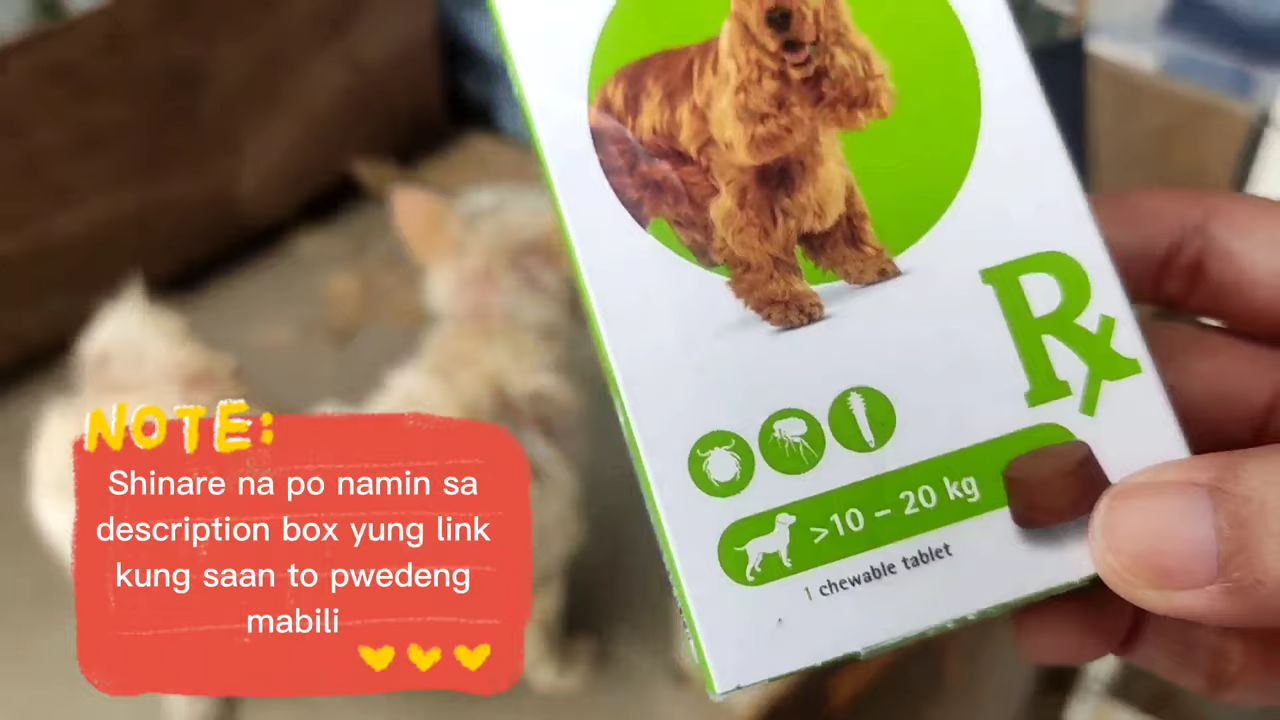 NOTE:
Shinare na po namin sa
description box yung link
kung saan to pwedeng
mabili
Rx
>10 – 20 kg
1 chewable tablet